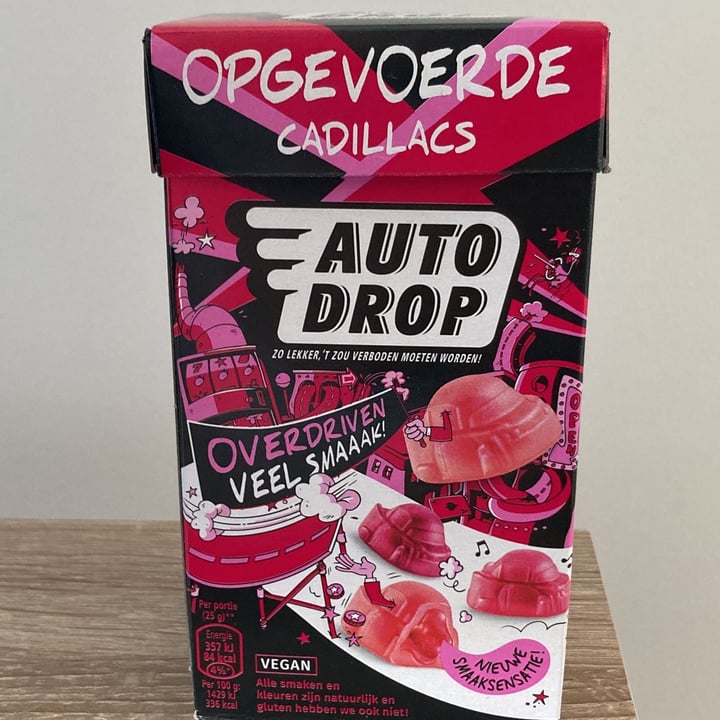 OPGEVOERDE
CADILLACS
AUTO
DROP
ZO LEKKER, 'T ZOU VERBODEN MOETEN WORDEN!
OVERDRIVEN
VEEL SMAAAK!
OPEN
NIEUWE
SMAAKSENSATIE!
Per portie
(25 g)**
Energie
357 kJ
84 kcal
(4%*)
Per 100 g:
1429 kJ
336 kcal
VEGAN
Alle smaken en
kleuren zijn natuurlijk en
gluten hebben we ook niet!